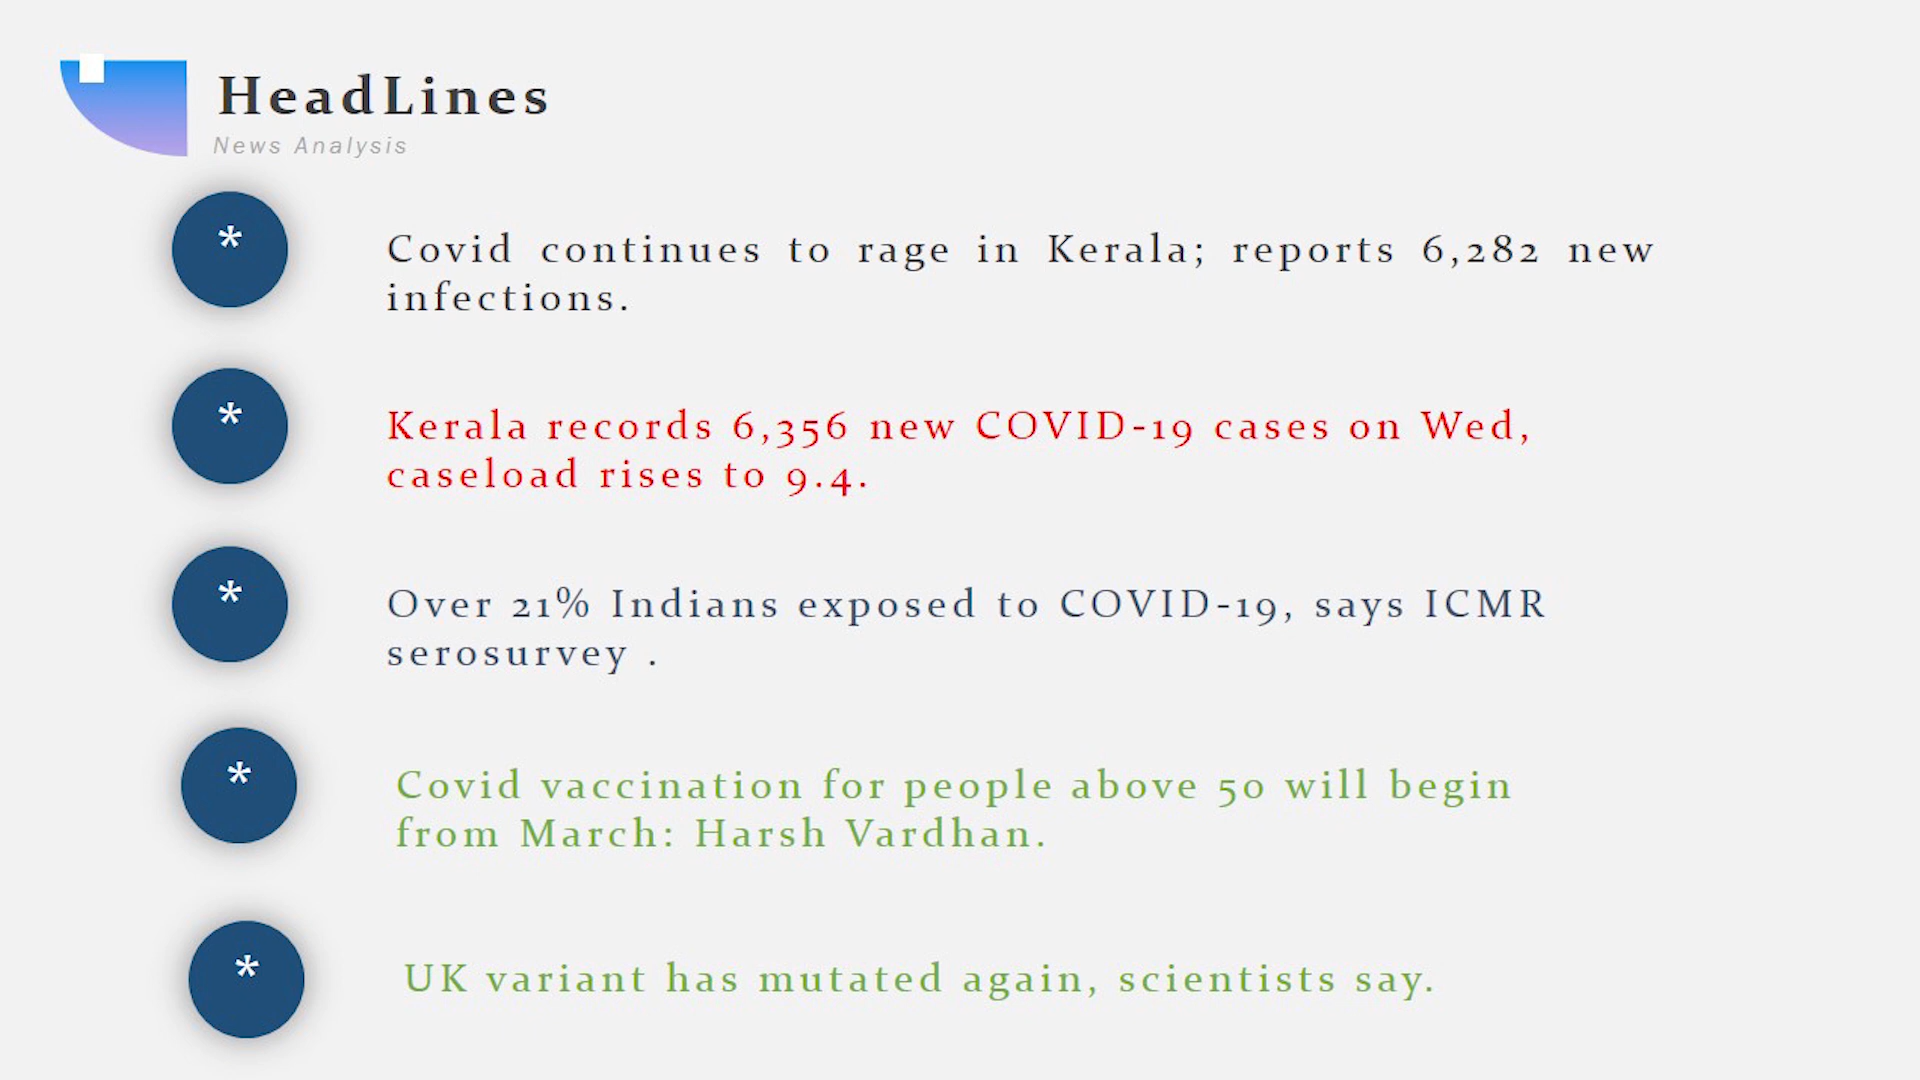 HeadLines
News Analysis
* Covid continues to rage in Kerala; reports 6,282 new
infections.
* Kerala records 6,356 new COVID-19 cases on Wed,
caseload rises to 9.4.
* Over 21% Indians exposed to COVID-19, says ICMR
serosurvey .
* Covid vaccination for people above 50 will begin
from March: Harsh Vardhan.
* UK variant has mutated again, scientists say.